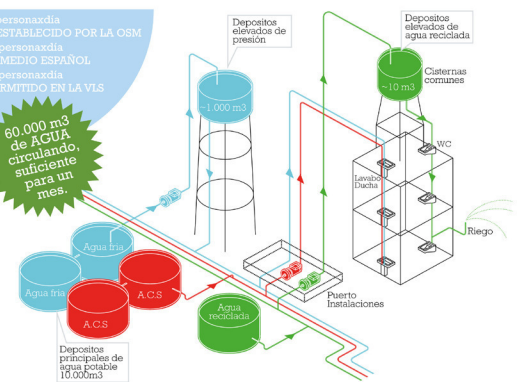 personaxdía
ESTABLECIDO POR LA OSM
personaxdía
MEDIO ESPAÑOL
personaxdía
RMITIDO EN LA VLS
60.000 m3
de AGUA
circulando,
suficiente
para un
mes.
Depositos
elevados de
presión
~1.000 m3
Depositos
elevados de
agua reciclada
~10 m3
Cisternas
comunes
WC
Lavabo
Ducha
Riego
Agua fria
Agua fria
A.C.S
A.C.S
Agua
reciclada
Puerto
Instalaciones
Depositos
principales de
agua potable
10.000m3